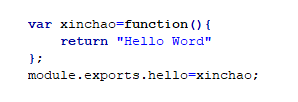 var xinchao=function(){
    return "Hello Word"
};
module.exports.hello=xinchao;